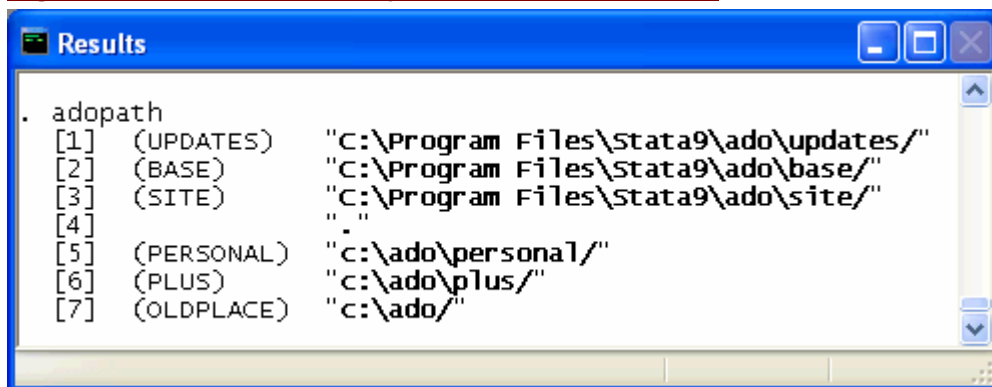 Results
. adopath
[1] (UPDATES) "C:\Program Files\Stata9\ado\updates/"
[2] (BASE) "C:\Program Files\Stata9\ado\base/"
[3] (SITE) "C:\Program Files\Stata9\ado\site/"
[4] "."
[5] (PERSONAL) "c:\ado\personal/"
[6] (PLUS) "c:\ado\plus/"
[7] (OLDPLACE) "c:\ado/"